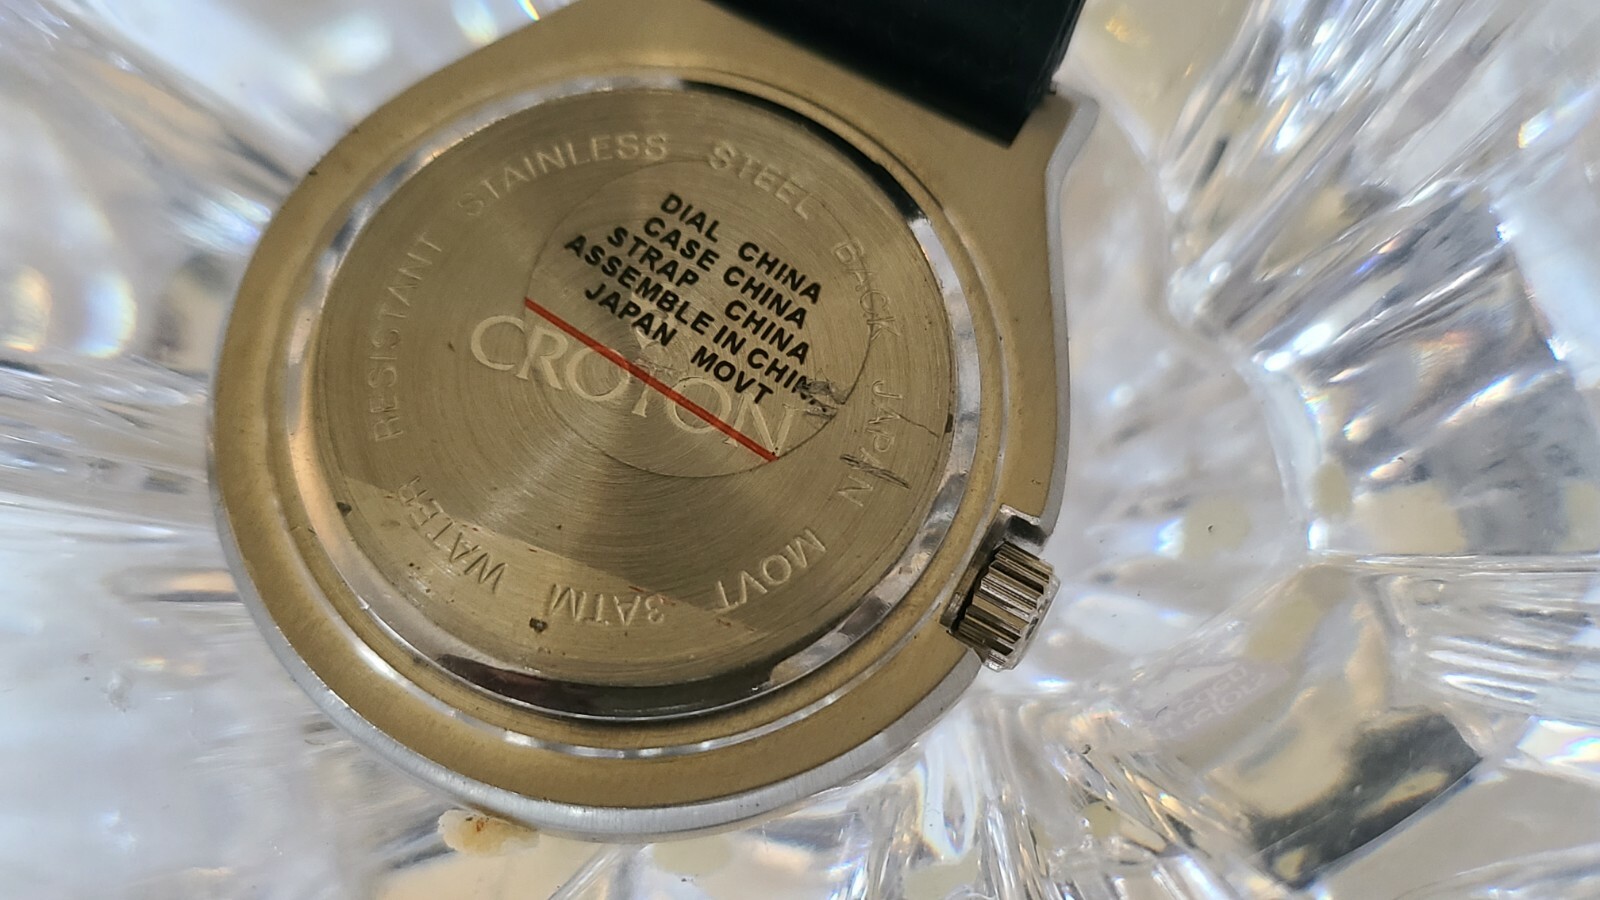 STAINLESS STEEL BACK JAPAN MOVT 3ATM WATER RESISTANT
DIAL CHINA
CASE CHINA
STRAP CHINA
ASSEMBLE IN CHINA
JAPAN MOVT
CROTON